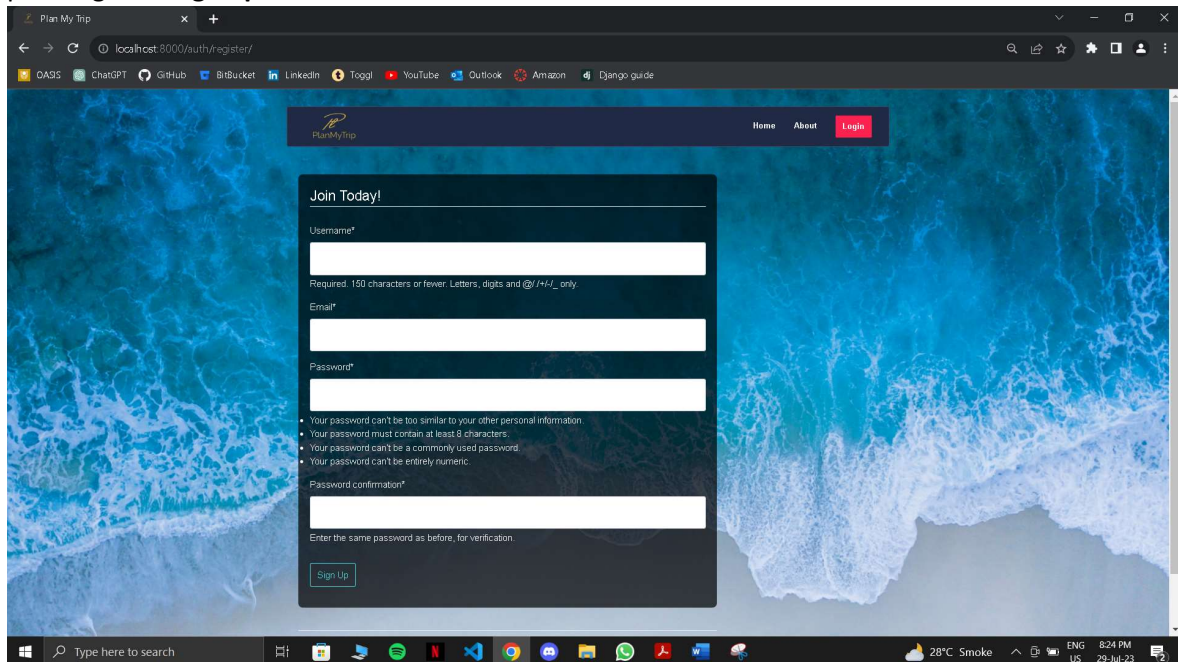 Plan My Trip
localhost:8000/auth/register/
OASIS ChatGPT GitHub BitBucket LinkedIn Toggl YouTube Outlook Amazon dj Django guide
PlanMyTrip
Home About Login
Join Today!
Username*
Required. 150 characters or fewer. Letters, digits and @/./+/-/_ only.
Email*
Password*
Your password can't be too similar to your other personal information.
Your password must contain at least 8 characters.
Your password can't be a commonly used password.
Your password can't be entirely numeric.
Password confirmation*
Enter the same password as before, for verification.
Sign Up
Type here to search
28°C Smoke
ENG
US
8:24 PM
29-Jul-23
2